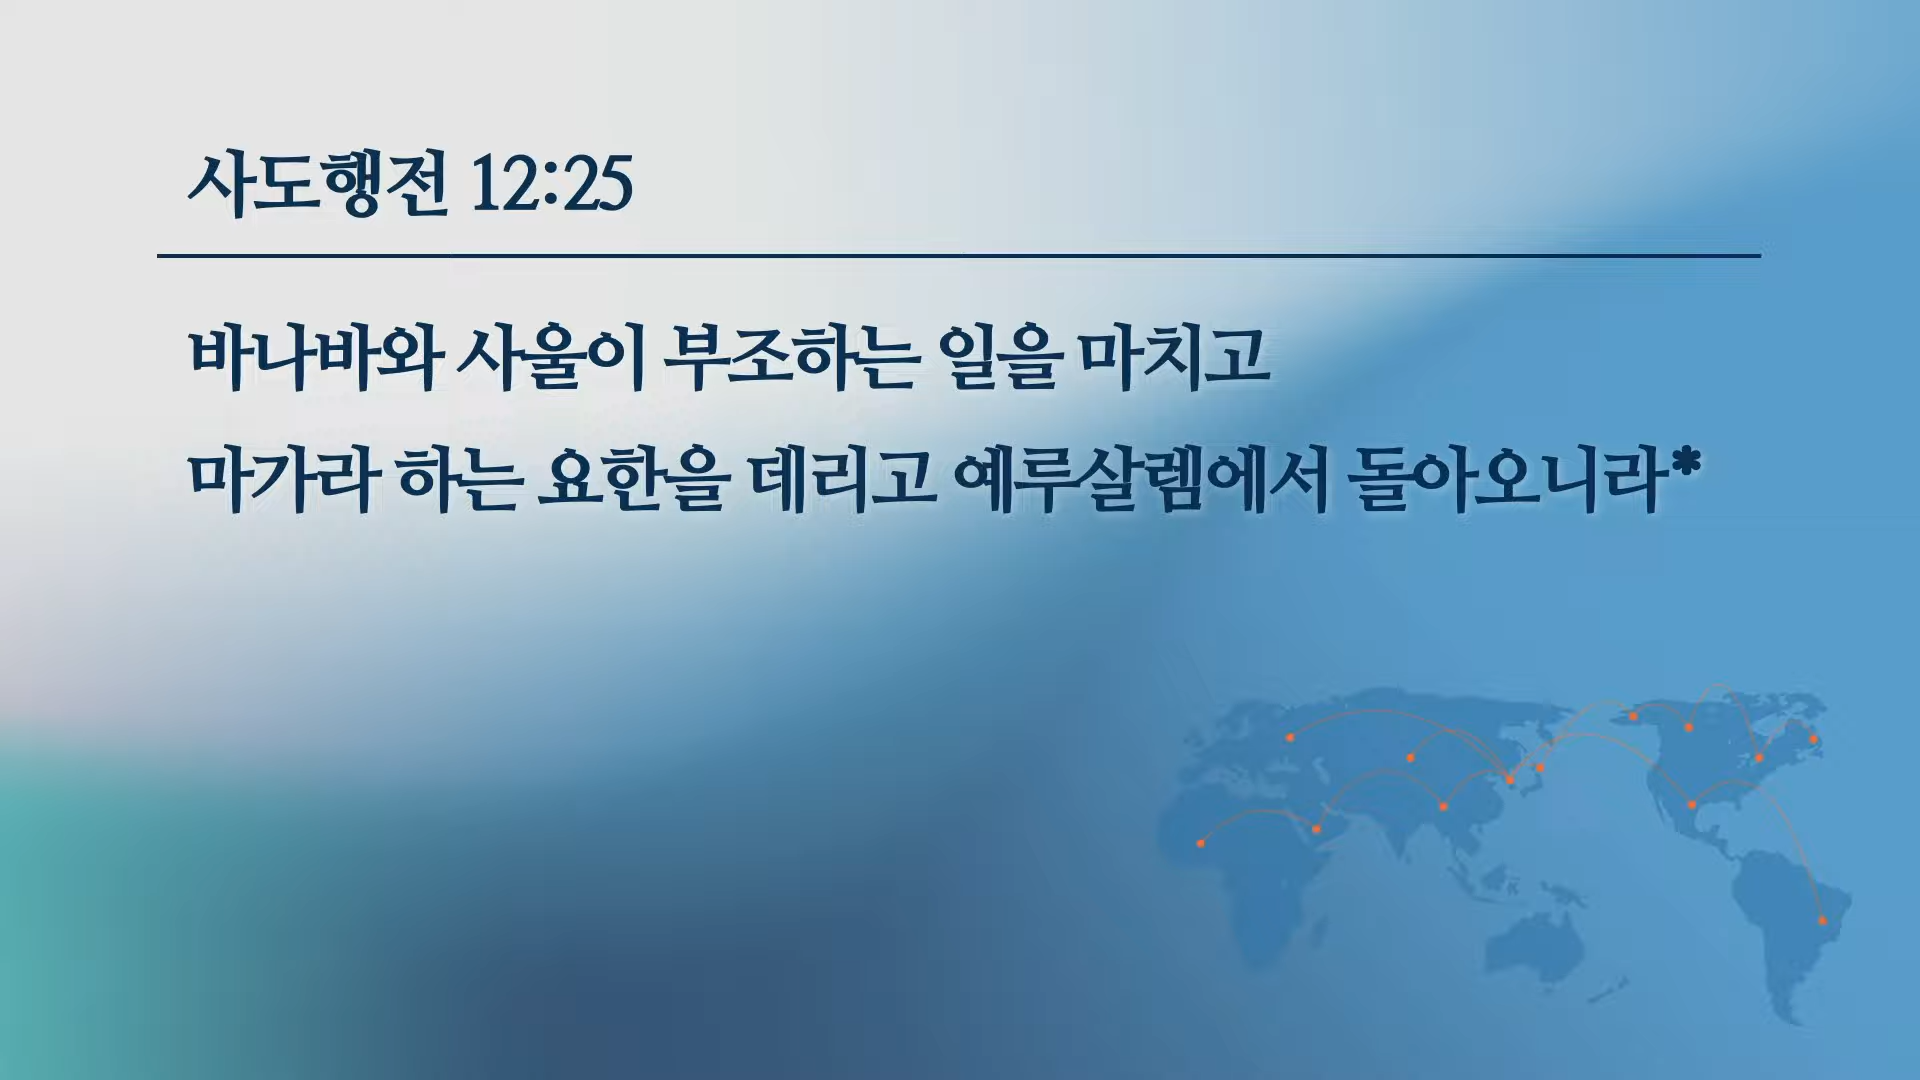 사도행전 12:25
바나바와 사울이 부조하는 일을 마치고
마가라 하는 요한을 데리고 예루살렘에서 돌아오니라*